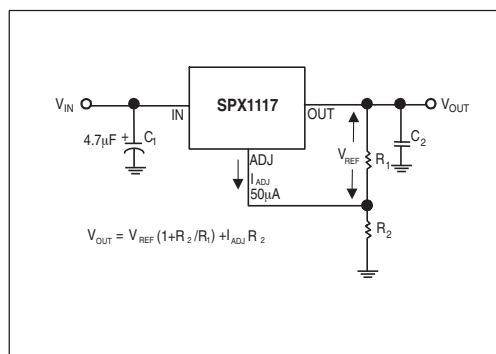 V_IN
IN
SPX1117
OUT
V_OUT
4.7μF
+
C_1
ADJ
I_ADJ
50μA
V_REF
R_1
C_2
R_2
V_OUT = V_REF (1+R_2/R_1) +I_ADJ R_2